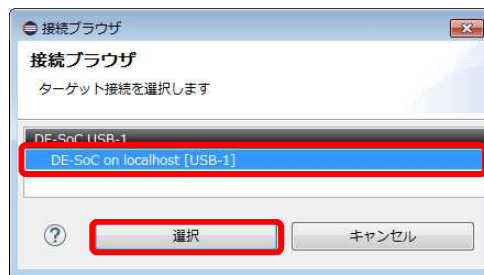 接続ブラウザ
接続ブラウザ
ターゲット接続を選択します
DE-SoC USB-1
DE-SoC on localhost [USB-1]
? 選択 キャンセル